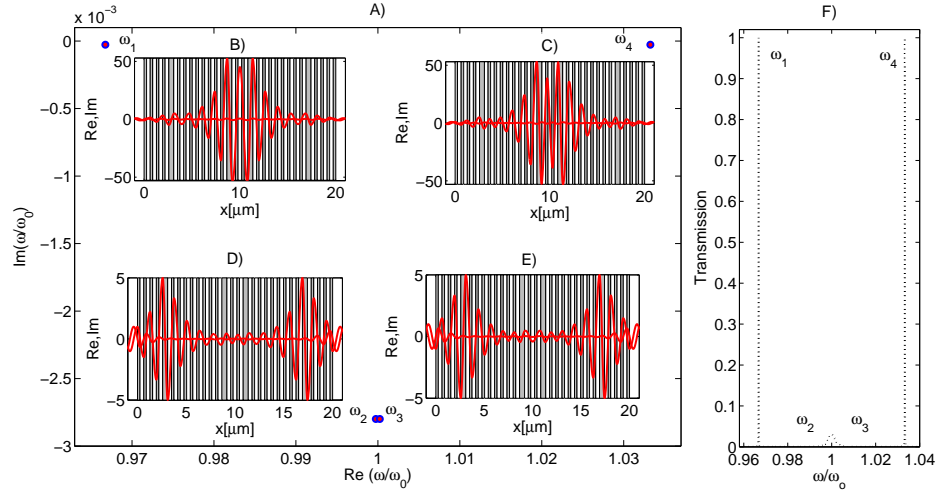 A)
F)
x 10⁻³
0
−0.5
−1
−1.5
−2
−2.5
−3
Im(ω/ω₀)
0.97
0.98
0.99
1
1.01
1.02
1.03
Re (ω/ω₀)
ω₁
ω₄
ω₂
ω₃
B)
50
0
−50
Re,Im
0
10
20
x[μm]
C)
50
0
−50
Re,Im
0
10
20
x[μm]
D)
5
0
−5
Re,Im
0
5
10
15
20
x[μm]
E)
5
0
−5
Re,Im
0
5
10
15
20
x[μm]
1
0.9
0.8
0.7
0.6
0.5
0.4
0.3
0.2
0.1
0
Transmission
ω₁
ω₄
ω₂
ω₃
0.96
0.98
1
1.02
1.04
ω/ωₒ